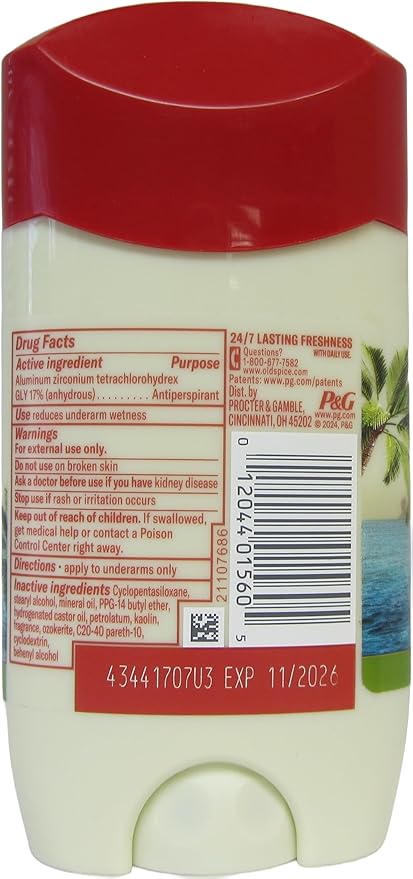 Drug Facts
Active ingredient Purpose
Aluminum zirconium tetrachlorohydrex
GLY 17% (anhydrous).......... Antiperspirant
Use reduces underarm wetness
Warnings
For external use only.
Do not use on broken skin
Ask a doctor before use if you have kidney disease
Stop use if rash or irritation occurs
Keep out of reach of children. If swallowed,
get medical help or contact a Poison
Control Center right away.
Directions • apply to underarms only
Inactive ingredients Cyclopentasiloxane,
stearyl alcohol, mineral oil, PPG-14 butyl ether,
hydrogenated castor oil, petrolatum, kaolin,
fragrance, ozokerite, C20-40 pareth-10,
cyclodextrin,
behenyl alcohol
21107686
24/7 LASTING FRESHNESS
WITH DAILY USE.
Questions?
1-800-677-7582
www.oldspice.com
Patents: www.pg.com/patents
Dist. by
PROCTER & GAMBLE,
CINCINNATI, OH 45202
P&G
www.pg.com
© 2024, P&G
0 12044 01560 5
43441707U3 EXP 11/2026